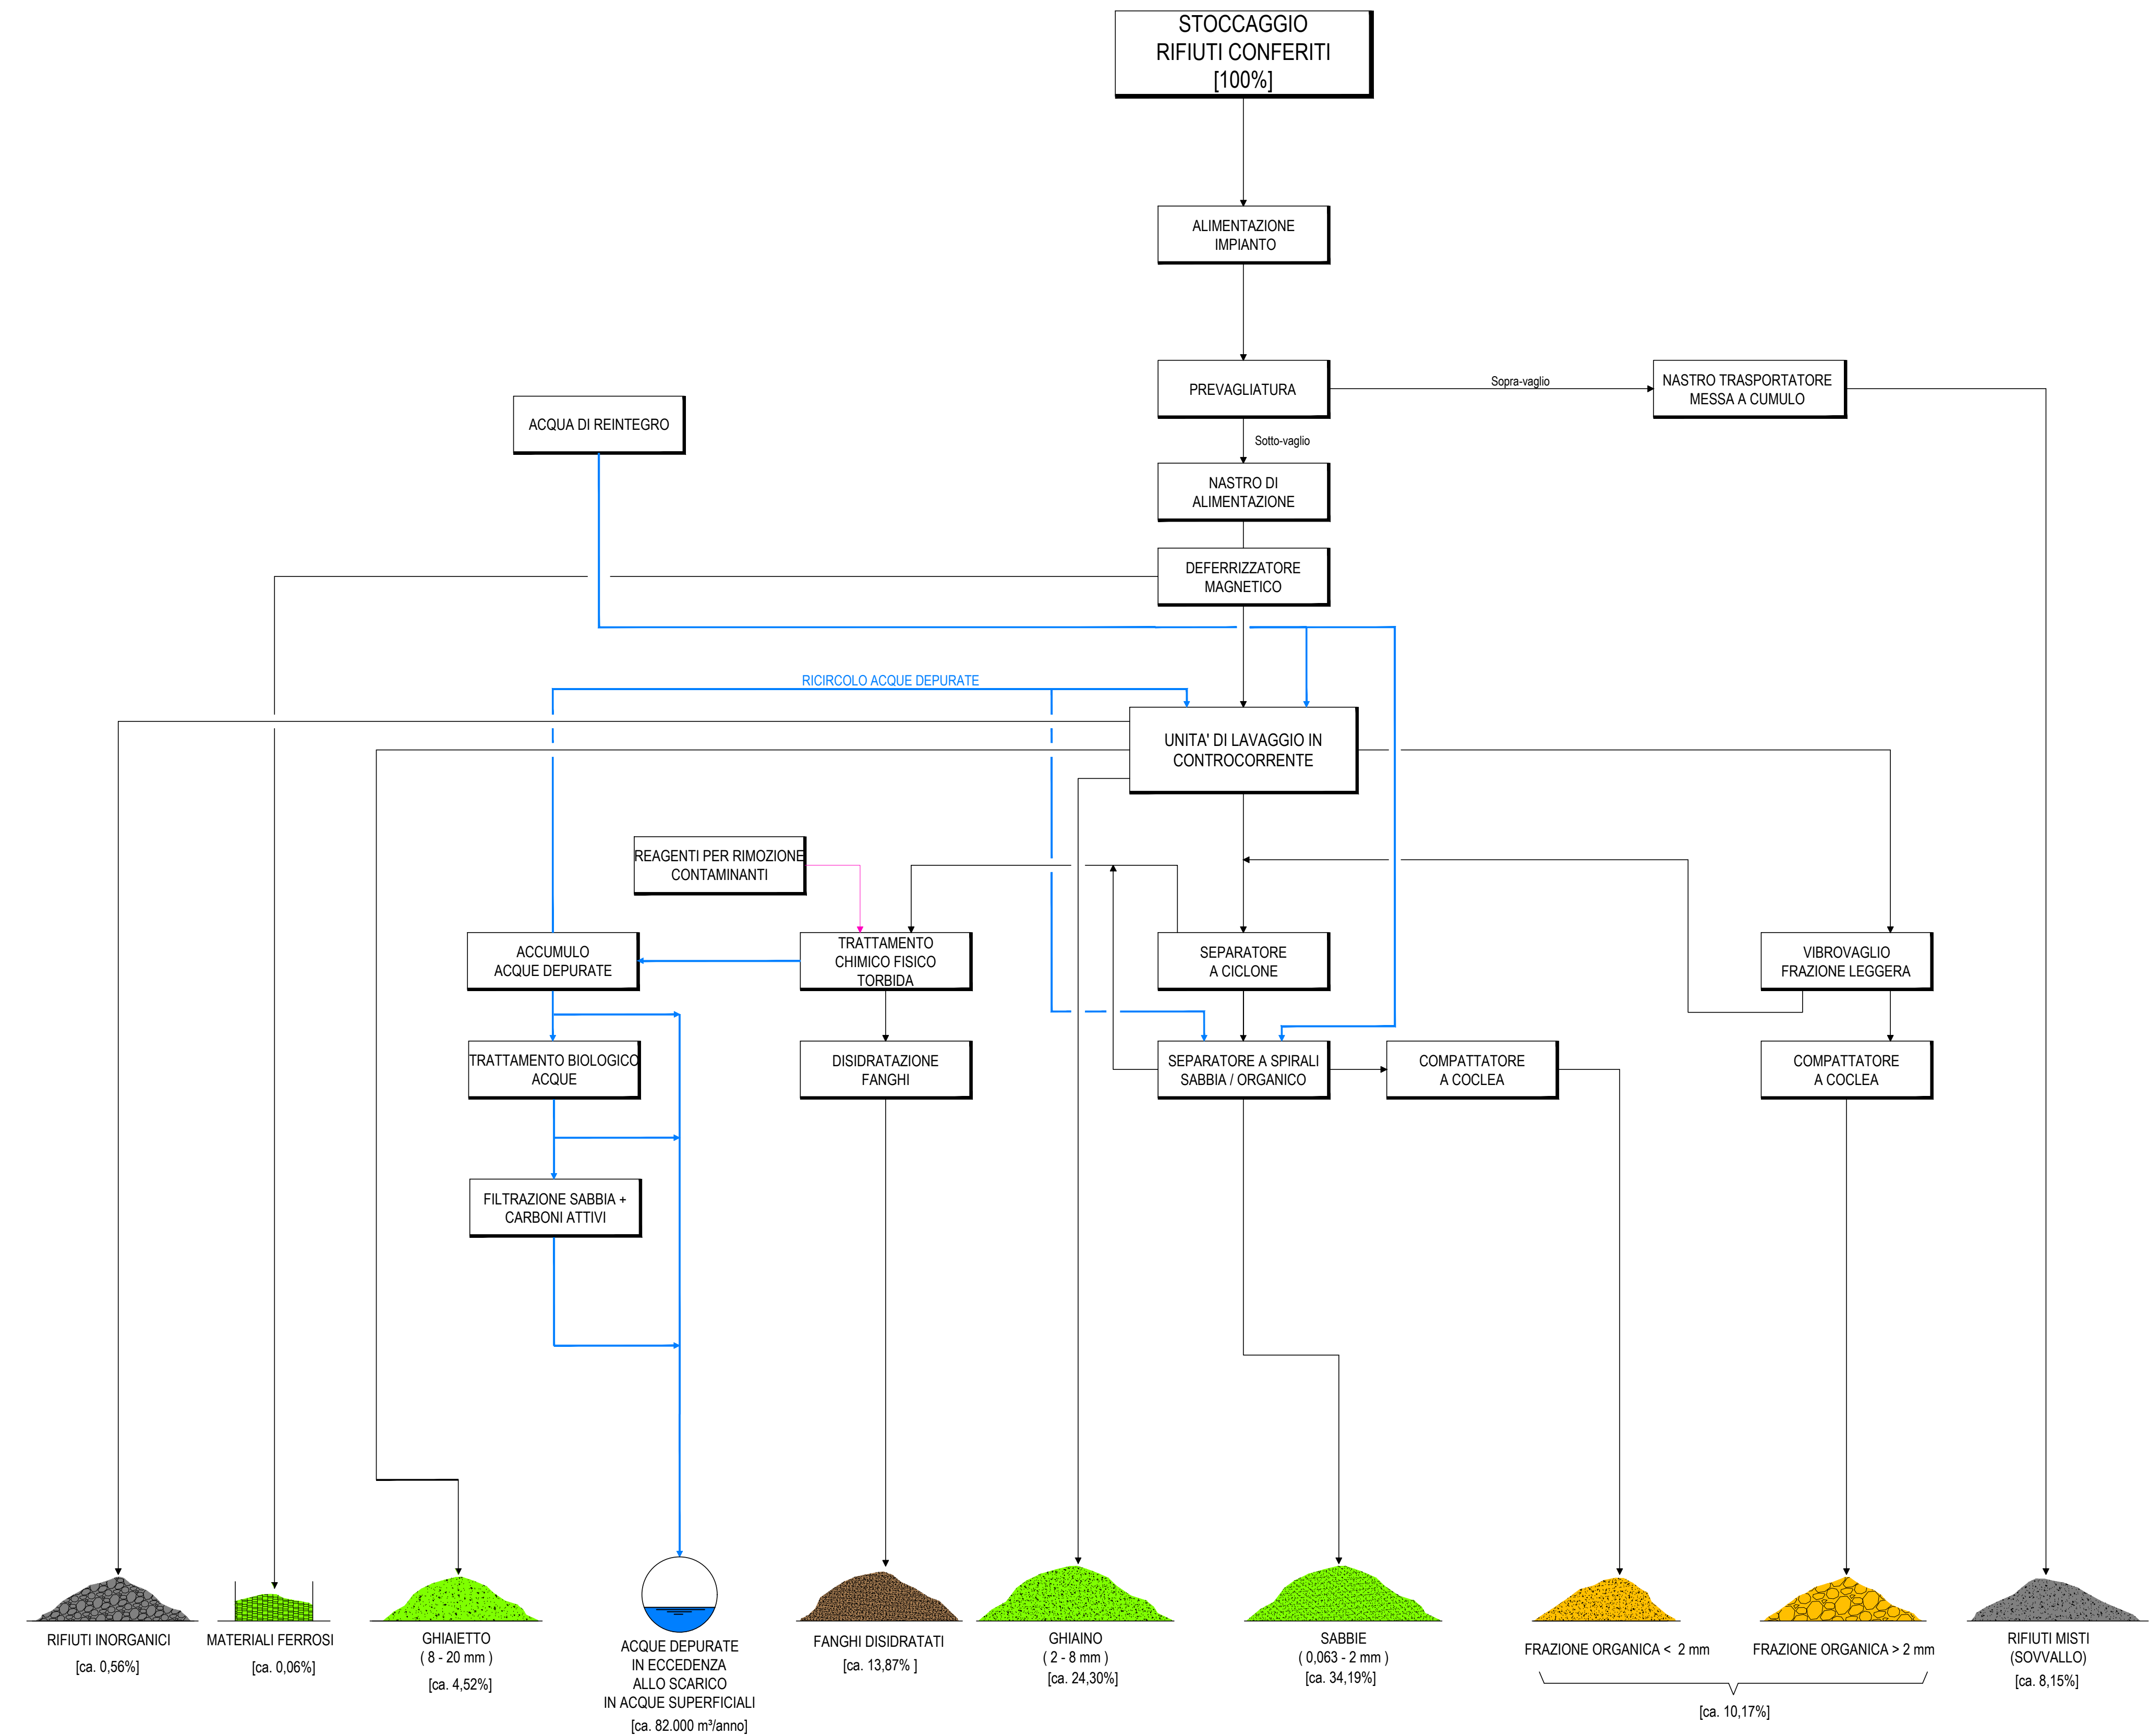 STOCCAGGIO
RIFIUTI CONFERITI
[100%]
ALIMENTAZIONE
IMPIANTO
PREVAGLIATURA
Sopra-vaglio
NASTRO TRASPORTATORE
MESSA A CUMULO
ACQUA DI REINTEGRO
Sotto-vaglio
NASTRO DI
ALIMENTAZIONE
DEFERRIZZATORE
MAGNETICO
RICIRCOLO ACQUE DEPURATE
UNITA' DI LAVAGGIO IN
CONTROCORRENTE
REAGENTI PER RIMOZIONE
CONTAMINANTI
ACCUMULO
ACQUE DEPURATE
TRATTAMENTO
CHIMICO FISICO
TORBIDA
SEPARATORE
A CICLONE
VIBROVAGLIO
FRAZIONE LEGGERA
TRATTAMENTO BIOLOGICO
ACQUE
DISIDRATAZIONE
FANGHI
SEPARATORE A SPIRALI
SABBIA / ORGANICO
COMPATTATORE
A COCLEA
COMPATTATORE
A COCLEA
FILTRAZIONE SABBIA +
CARBONI ATTIVI
RIFIUTI INORGANICI
[ca. 0,56%]
MATERIALI FERROSI
[ca. 0,06%]
GHIAIETTO
( 8 - 20 mm )
[ca. 4,52%]
ACQUE DEPURATE
IN ECCEDENZA
ALLO SCARICO
IN ACQUE SUPERFICIALI
[ca. 82.000 m³/anno]
FANGHI DISIDRATATI
[ca. 13,87% ]
GHIAINO
( 2 - 8 mm )
[ca. 24,30%]
SABBIE
( 0,063 - 2 mm )
[ca. 34,19%]
FRAZIONE ORGANICA < 2 mm
FRAZIONE ORGANICA > 2 mm
[ca. 10,17%]
RIFIUTI MISTI
(SOVVALLO)
[ca. 8,15%]